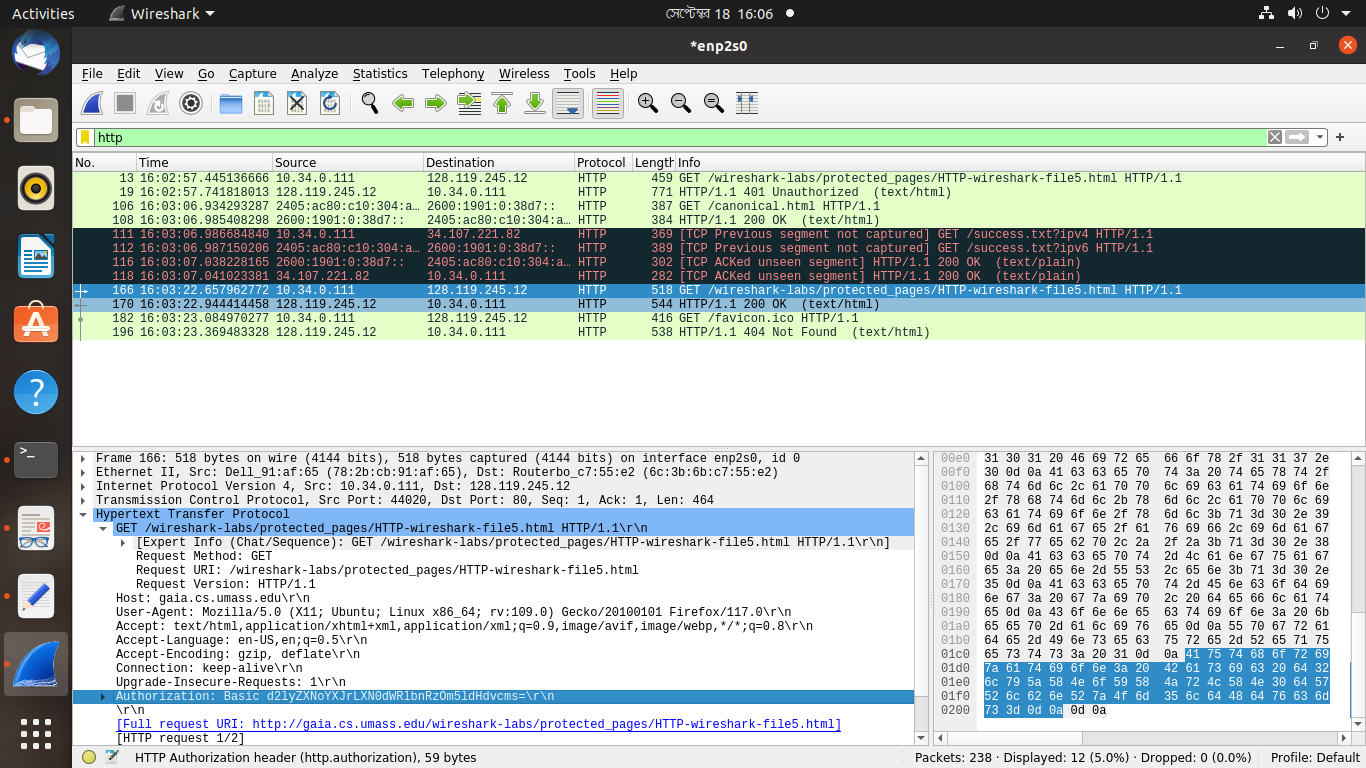 Activities Wireshark সেপ্টেম্বর 18 16:06
*enp2s0
File Edit View Go Capture Analyze Statistics Telephony Wireless Tools Help
http
No. Time Source Destination Protocol Length Info
13 16:02:57.445136666 10.34.0.111 128.119.245.12 HTTP 459 GET /wireshark-labs/protected_pages/HTTP-wireshark-file5.html HTTP/1.1
19 16:02:57.741818013 128.119.245.12 10.34.0.111 HTTP 771 HTTP/1.1 401 Unauthorized (text/html)
106 16:03:06.934293287 2405:ac80:c10:304:a… 2600:1901:0:38d7:: HTTP 387 GET /canonical.html HTTP/1.1
108 16:03:06.985408298 2600:1901:0:38d7:: 2405:ac80:c10:304:a… HTTP 384 HTTP/1.1 200 OK (text/html)
111 16:03:06.986684840 10.34.0.111 34.107.221.82 HTTP 369 [TCP Previous segment not captured] GET /success.txt?ipv4 HTTP/1.1
112 16:03:06.987150206 2405:ac80:c10:304:a… 2600:1901:0:38d7:: HTTP 389 [TCP Previous segment not captured] GET /success.txt?ipv6 HTTP/1.1
116 16:03:07.038228165 2600:1901:0:38d7:: 2405:ac80:c10:304:a… HTTP 302 [TCP ACKed unseen segment] HTTP/1.1 200 OK (text/plain)
118 16:03:07.041023381 34.107.221.82 10.34.0.111 HTTP 282 [TCP ACKed unseen segment] HTTP/1.1 200 OK (text/plain)
166 16:03:22.657962772 10.34.0.111 128.119.245.12 HTTP 518 GET /wireshark-labs/protected_pages/HTTP-wireshark-file5.html HTTP/1.1
170 16:03:22.944414458 128.119.245.12 10.34.0.111 HTTP 544 HTTP/1.1 200 OK (text/html)
182 16:03:23.084970277 10.34.0.111 128.119.245.12 HTTP 416 GET /favicon.ico HTTP/1.1
196 16:03:23.369483328 128.119.245.12 10.34.0.111 HTTP 538 HTTP/1.1 404 Not Found (text/html)
Frame 166: 518 bytes on wire (4144 bits), 518 bytes captured (4144 bits) on interface enp2s0, id 0
Ethernet II, Src: Dell_91:af:65 (78:2b:cb:91:af:65), Dst: Routerbo_c7:55:e2 (6c:3b:6b:c7:55:e2)
Internet Protocol Version 4, Src: 10.34.0.111, Dst: 128.119.245.12
Transmission Control Protocol, Src Port: 44020, Dst Port: 80, Seq: 1, Ack: 1, Len: 464
Hypertext Transfer Protocol
GET /wireshark-labs/protected_pages/HTTP-wireshark-file5.html HTTP/1.1\r\n
[Expert Info (Chat/Sequence): GET /wireshark-labs/protected_pages/HTTP-wireshark-file5.html HTTP/1.1\r\n]
Request Method: GET
Request URI: /wireshark-labs/protected_pages/HTTP-wireshark-file5.html
Request Version: HTTP/1.1
Host: gaia.cs.umass.edu\r\n
User-Agent: Mozilla/5.0 (X11; Ubuntu; Linux x86_64; rv:109.0) Gecko/20100101 Firefox/117.0\r\n
Accept: text/html,application/xhtml+xml,application/xml;q=0.9,image/avif,image/webp,*/*;q=0.8\r\n
Accept-Language: en-US,en;q=0.5\r\n
Accept-Encoding: gzip, deflate\r\n
Connection: keep-alive\r\n
Upgrade-Insecure-Requests: 1\r\n
Authorization: Basic d2lyZXNoYXJrLXN0dWRlbnRzOm5ldHdvcms=\r\n
\r\n
[Full request URI: http://gaia.cs.umass.edu/wireshark-labs/protected_pages/HTTP-wireshark-file5.html]
[HTTP request 1/2]
00e0 31 30 31 20 46 69 72 65 66 6f 78 2f 31 31 37 2e
00f0 30 0d 0a 41 63 63 65 70 74 3a 20 74 65 78 74 2f
0100 68 74 6d 6c 2c 61 70 70 6c 69 63 61 74 69 6f 6e
0110 2f 78 68 74 6d 6c 2b 78 6d 6c 2c 61 70 70 6c 69
0120 63 61 74 69 6f 6e 2f 78 6d 6c 3b 71 3d 30 2e 39
0130 2c 69 6d 61 67 65 2f 61 76 69 66 2c 69 6d 61 67
0140 65 2f 77 65 62 70 2c 2a 2f 2a 3b 71 3d 30 2e 38
0150 0d 0a 41 63 63 65 70 74 2d 4c 61 6e 67 75 61 67
0160 65 3a 20 65 6e 2d 55 53 2c 65 6e 3b 71 3d 30 2e
0170 35 0d 0a 41 63 63 65 70 74 2d 45 6e 63 6f 64 69
0180 6e 67 3a 20 67 7a 69 70 2c 20 64 65 66 6c 61 74
0190 65 0d 0a 43 6f 6e 6e 65 63 74 69 6f 6e 3a 20 6b
01a0 65 65 70 2d 61 6c 69 76 65 0d 0a 55 70 67 72 61
01b0 64 65 2d 49 6e 73 65 63 75 72 65 2d 52 65 71 75
01c0 65 73 74 73 3a 20 31 0d 0a 41 75 74 68 6f 72 69
01d0 7a 61 74 69 6f 6e 3a 20 42 61 73 69 63 20 64 32
01e0 6c 79 5a 58 4e 6f 59 58 4a 72 4c 58 4e 30 64 57
01f0 52 6c 62 6e 52 7a 4f 6d 35 6c 64 48 64 76 63 6d
0200 73 3d 0d 0a 0d 0a
HTTP Authorization header (http.authorization), 59 bytes
Packets: 238 · Displayed: 12 (5.0%) · Dropped: 0 (0.0%) Profile: Default